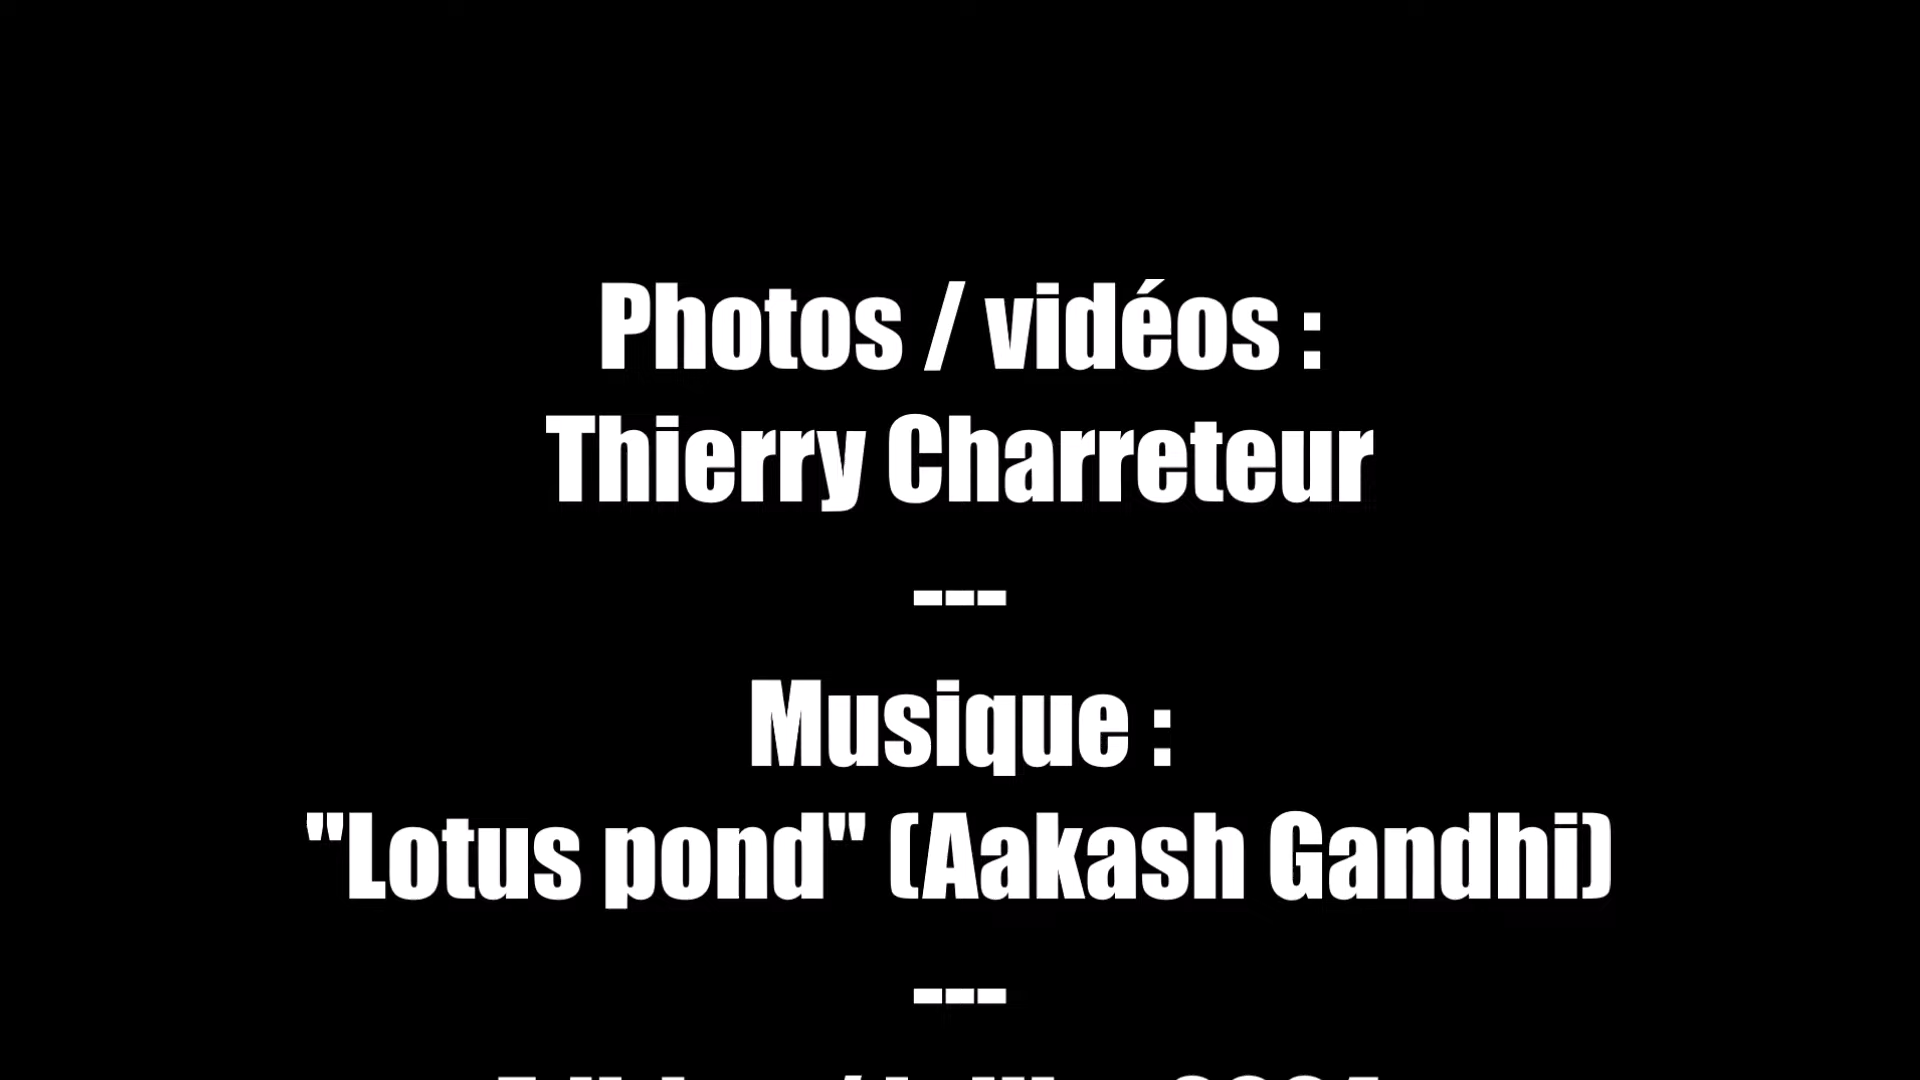 Photos / vidéos :
Thierry Charreteur
---
Musique :
"Lotus pond" (Aakash Gandhi)
---